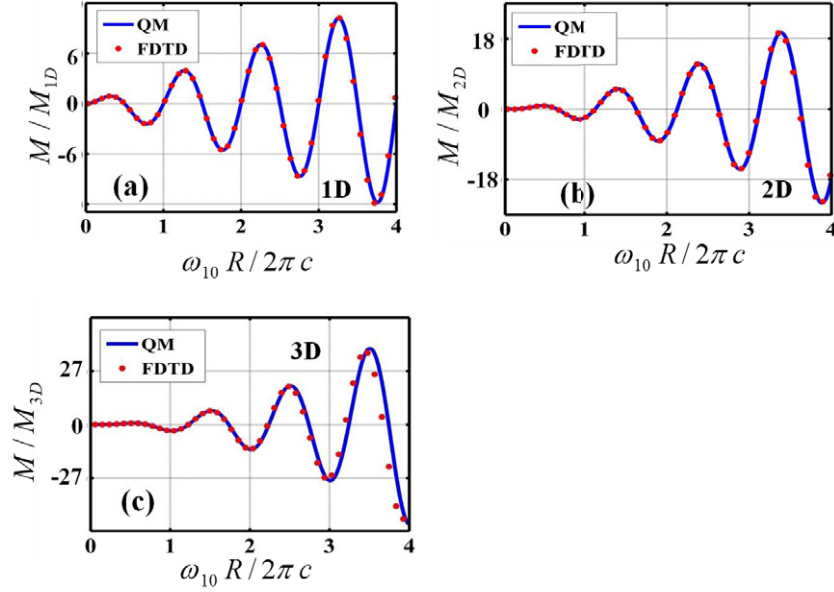 QM
FDTD
6
0
-6
M / M1D
(a)
1D
0 1 2 3 4
ω10 R / 2π c
QM
FDTD
18
0
-18
M / M2D
(b)
2D
0 1 2 3 4
ω10 R / 2π c
QM
FDTD
3D
27
0
-27
M / M3D
(c)
0 1 2 3 4
ω10 R / 2π c